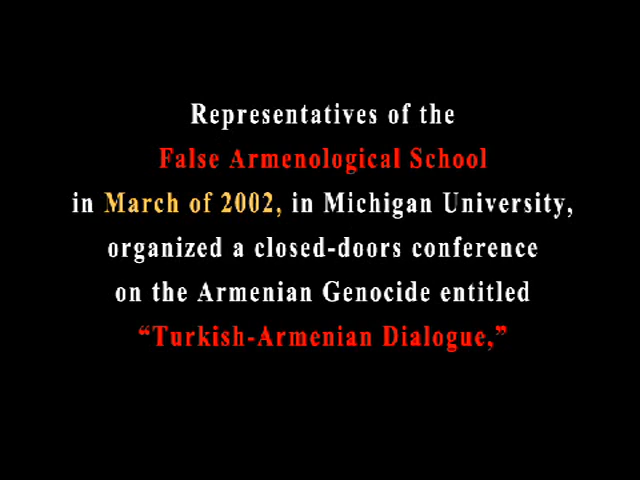 Representatives of the
False Armenological School
in March of 2002, in Michigan University,
organized a closed-doors conference
on the Armenian Genocide entitled
“Turkish-Armenian Dialogue,”